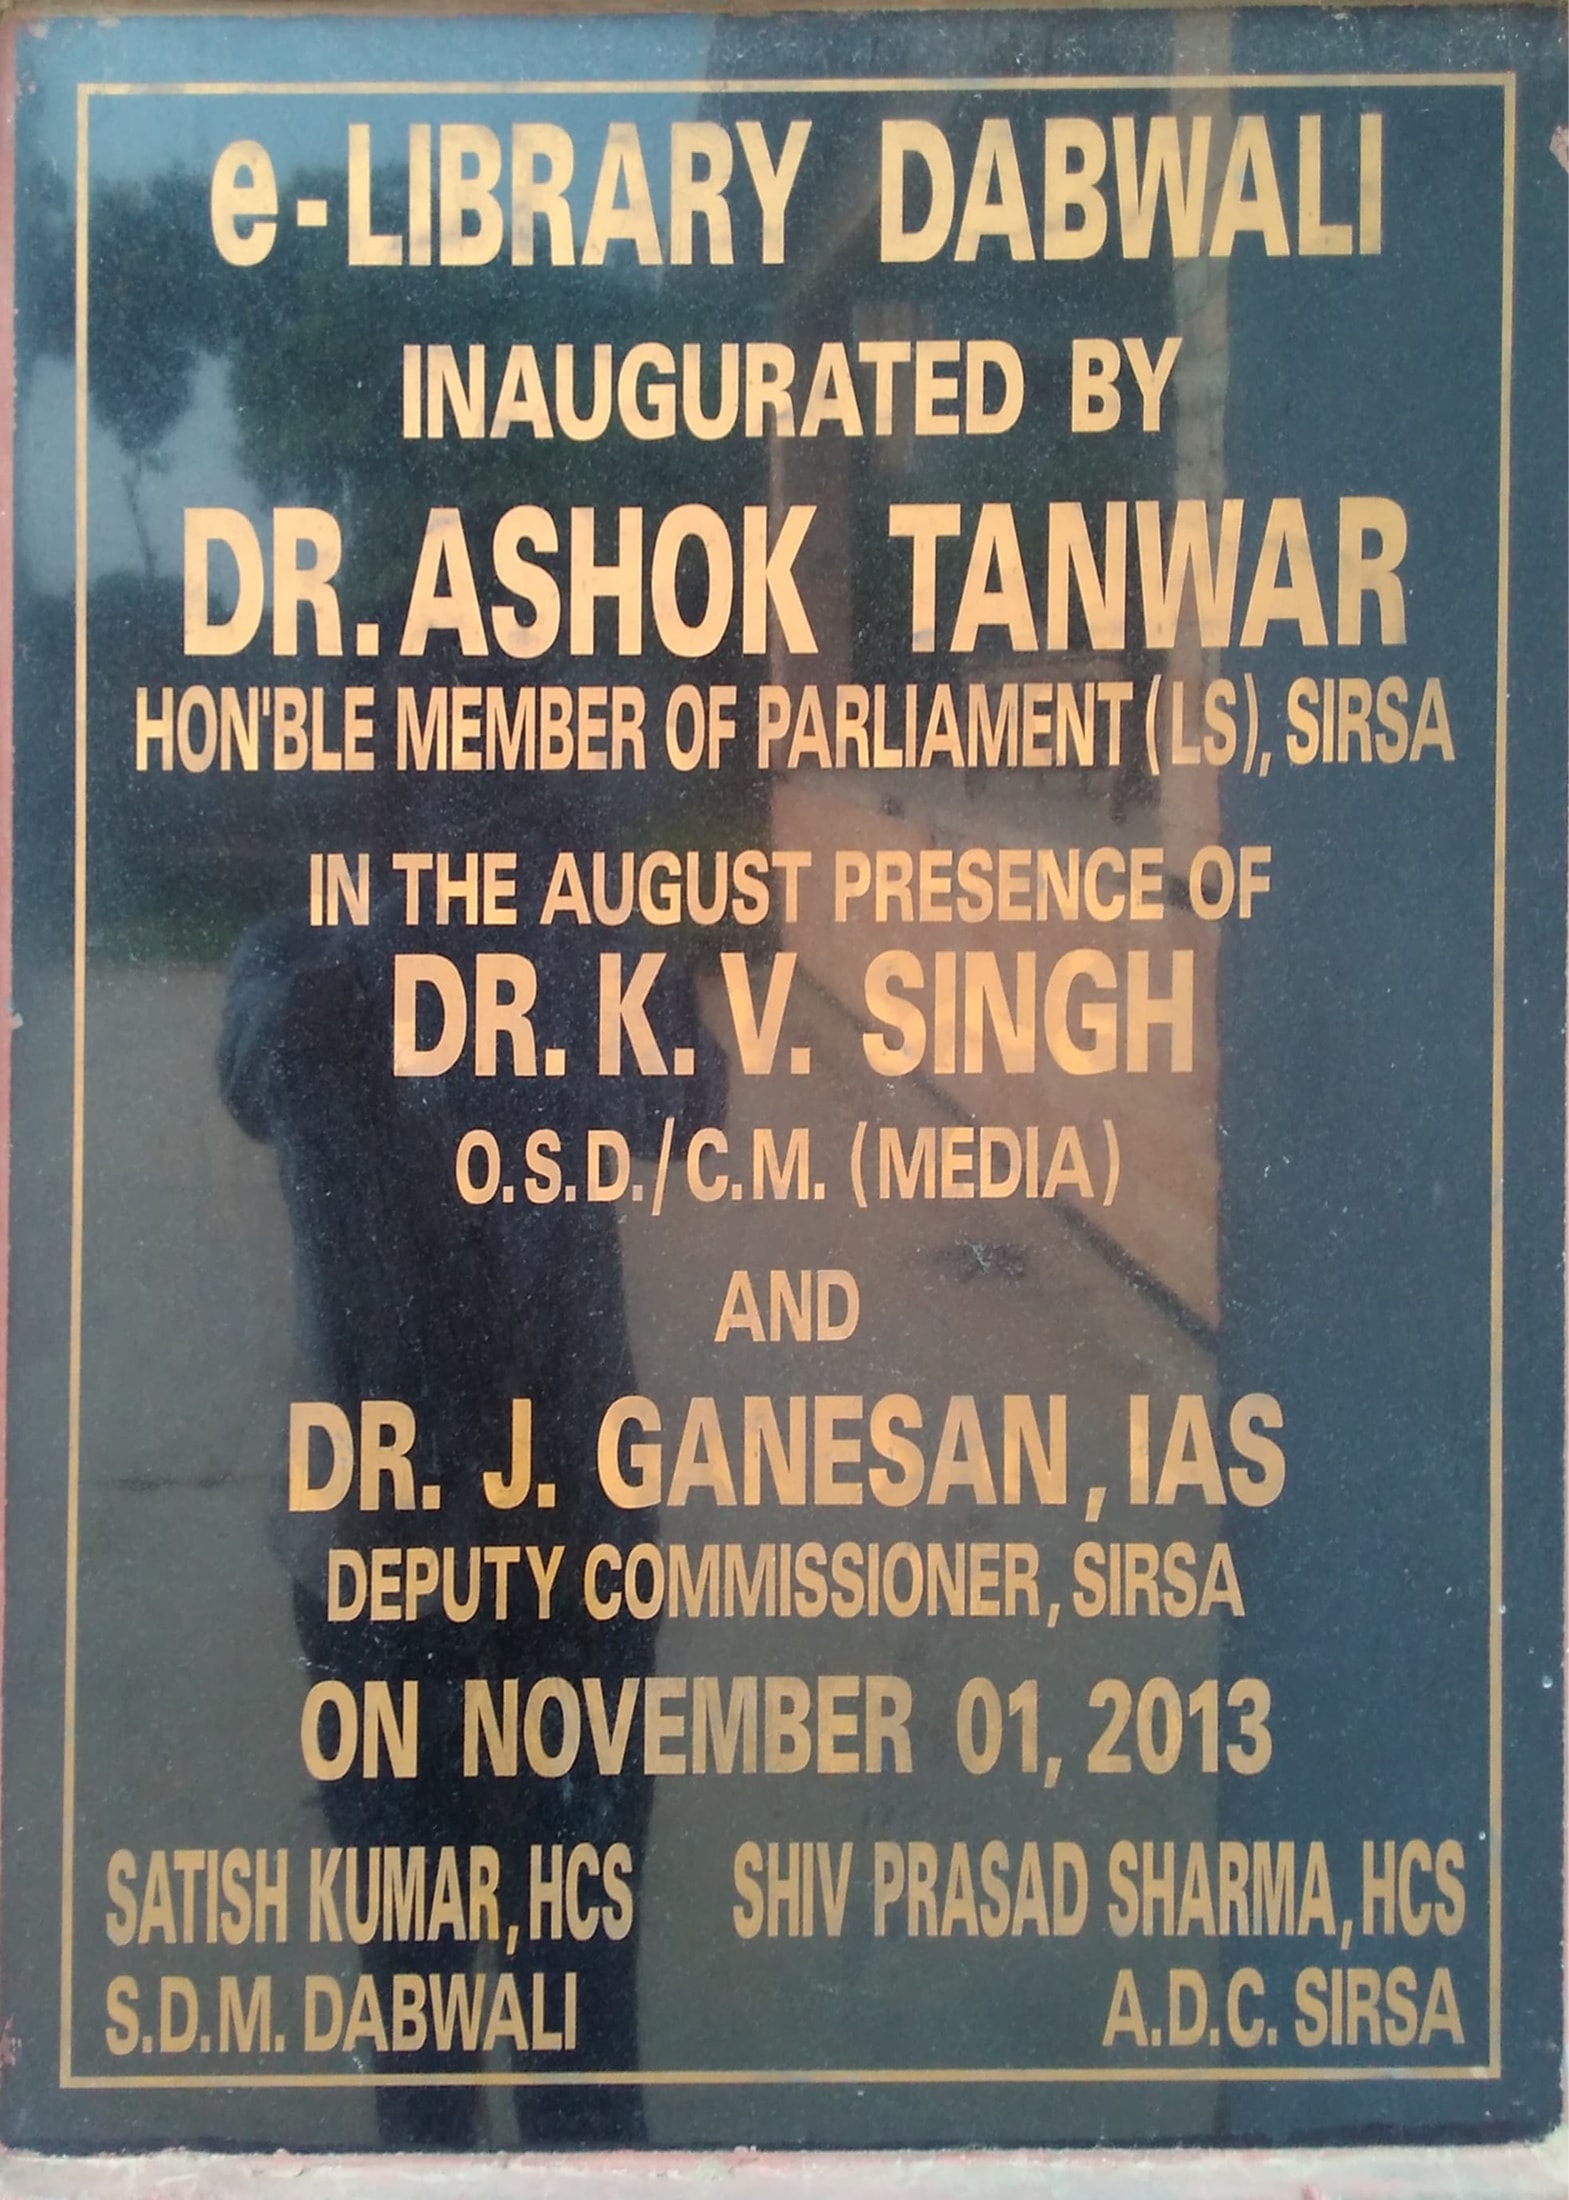 e-LIBRARY DABWALI
INAUGURATED BY
DR. ASHOK TANWAR
HON'BLE MEMBER OF PARLIAMENT (LS), SIRSA
IN THE AUGUST PRESENCE OF
DR. K. V. SINGH
O.S.D./C.M. (MEDIA)
AND
DR. J. GANESAN, IAS
DEPUTY COMMISSIONER, SIRSA
ON NOVEMBER 01, 2013
SATISH KUMAR, HCS SHIV PRASAD SHARMA, HCS
S.D.M. DABWALI A.D.C. SIRSA